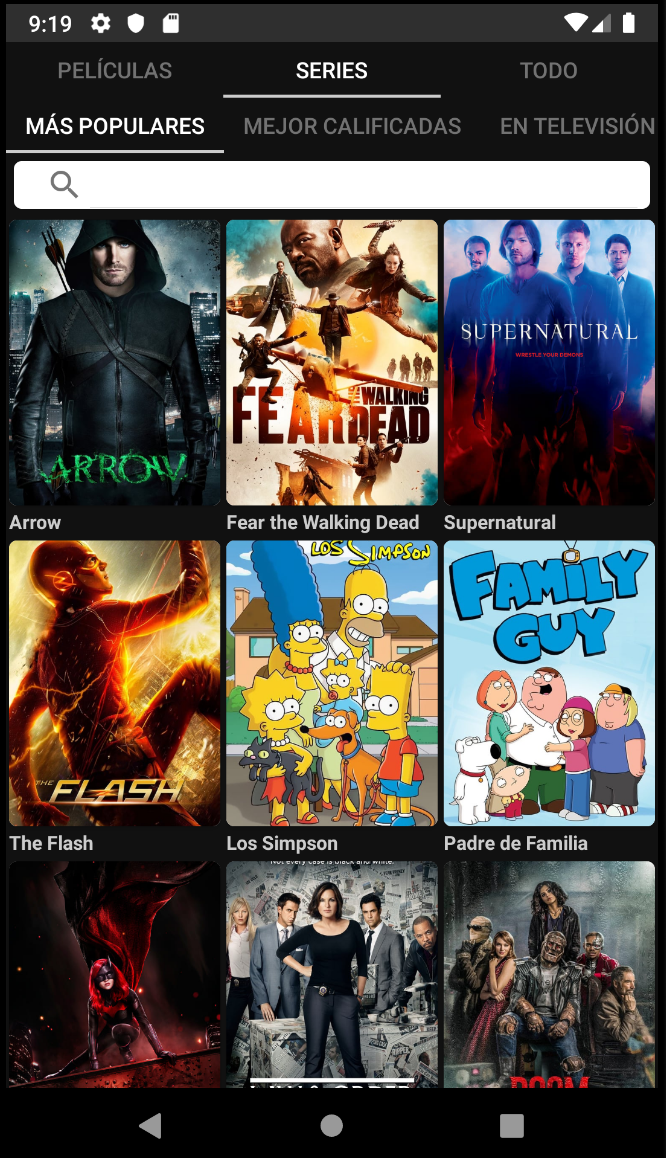 9:19
PELÍCULAS SERIES TODO
MÁS POPULARES MEJOR CALIFICADAS EN TELEVISIÓN
ARROW
FEAR THE WALKING DEAD
SUPERNATURAL
WRESTLE YOUR DEMONS
Arrow Fear the Walking Dead Supernatural
THE FLASH
LOS SIMPSON
FAMILY GUY
The Flash Los Simpson Padre de Familia
Not every case is black and white.
DOOM